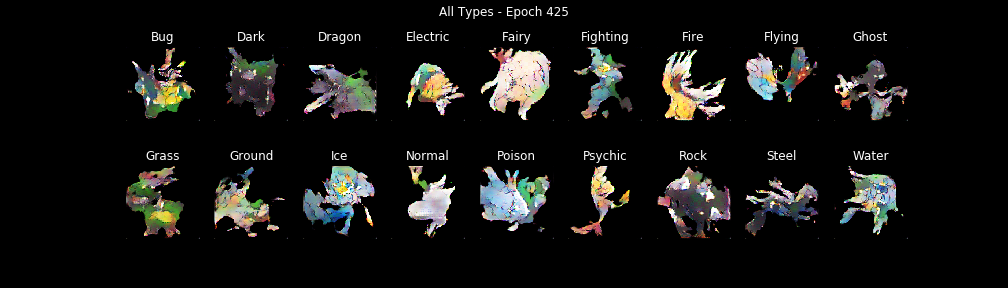 All Types - Epoch 425
Bug Dark Dragon Electric Fairy Fighting Fire Flying Ghost
Grass Ground Ice Normal Poison Psychic Rock Steel Water